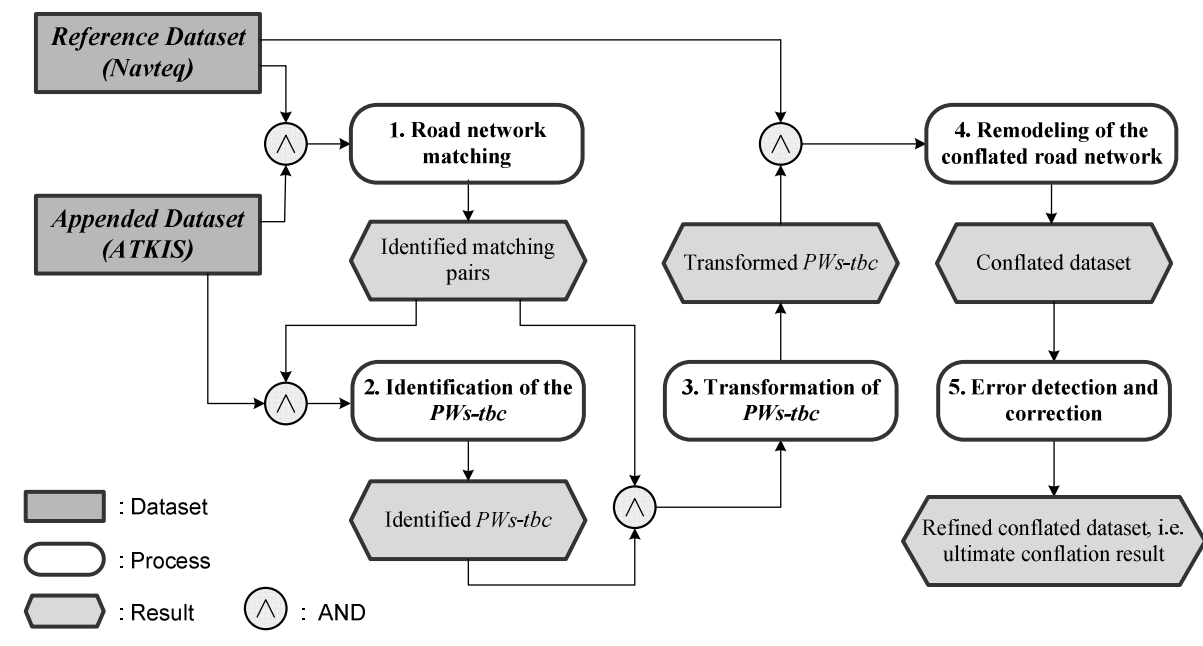 Reference Dataset
(Navteq)
1. Road network
matching
4. Remodeling of the
conflated road network
Appended Dataset
(ATKIS)
Identified matching
pairs
Transformed PWs-tbc
Conflated dataset
2. Identification of the
PWs-tbc
3. Transformation of
PWs-tbc
5. Error detection and
correction
Identified PWs-tbc
Refined conflated dataset, i.e.
ultimate conflation result
: Dataset
: Process
: Result
: AND